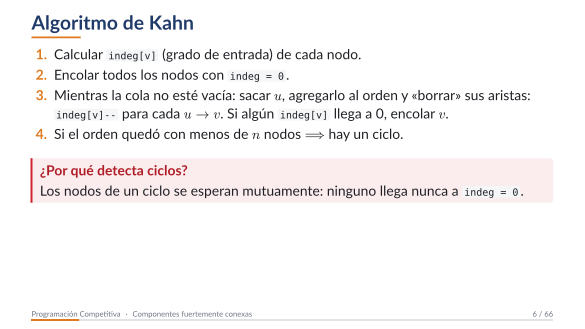 Algoritmo de Kahn
1. Calcular indeg[v] (grado de entrada) de cada nodo.
2. Encolar todos los nodos con indeg = 0.
3. Mientras la cola no esté vacía: sacar u, agregarlo al orden y «borrar» sus aristas:
indeg[v]-- para cada u → v. Si algún indeg[v] llega a 0, encolar v.
4. Si el orden quedó con menos de n nodos ⟹ hay un ciclo.
¿Por qué detecta ciclos?
Los nodos de un ciclo se esperan mutuamente: ninguno llega nunca a indeg = 0.
Programación Competitiva · Componentes fuertemente conexas 6 / 66